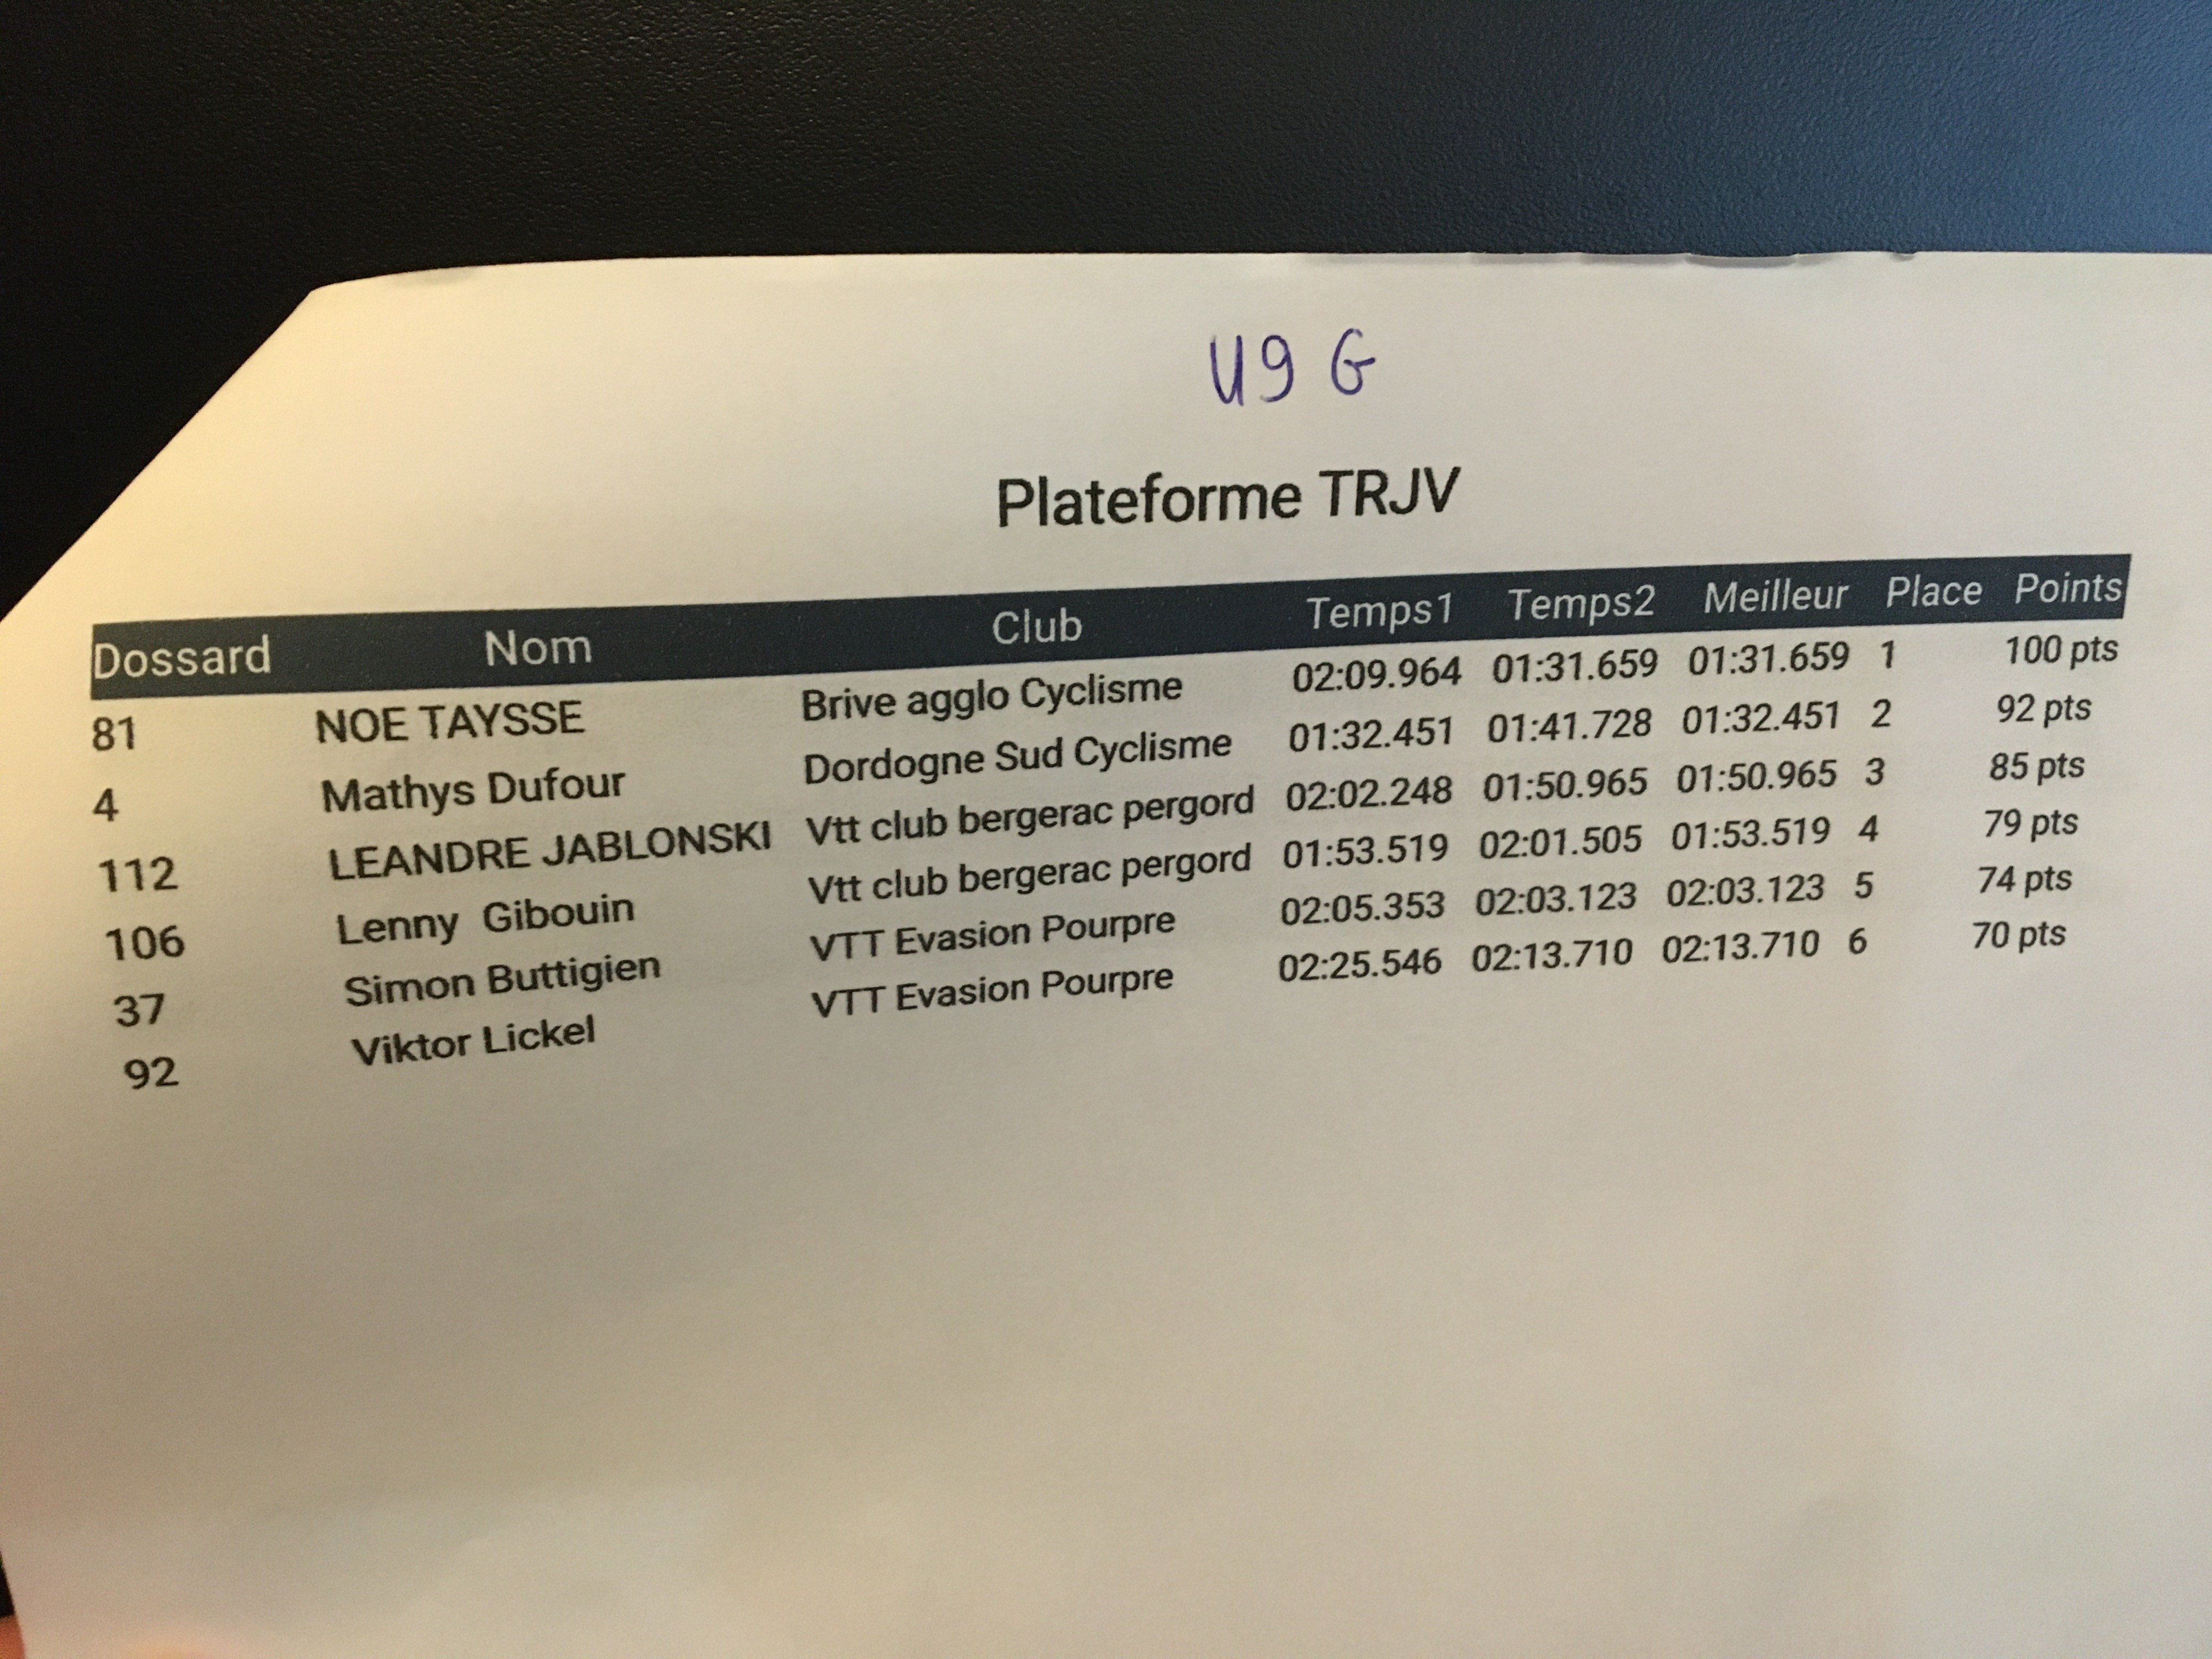 U9 G
Plateforme TRJV
Dossard Nom Club Temps1 Temps2 Meilleur Place Points
81 NOE TAYSSE Brive agglo Cyclisme 02:09.964 01:31.659 01:31.659 1 100 pts
4 Mathys Dufour Dordogne Sud Cyclisme 01:32.451 01:41.728 01:32.451 2 92 pts
112 LEANDRE JABLONSKI Vtt club bergerac pergord 02:02.248 01:50.965 01:50.965 3 85 pts
106 Lenny Gibouin Vtt club bergerac pergord 01:53.519 02:01.505 01:53.519 4 79 pts
37 Simon Buttigien VTT Evasion Pourpre 02:05.353 02:03.123 02:03.123 5 74 pts
92 Viktor Lickel VTT Evasion Pourpre 02:25.546 02:13.710 02:13.710 6 70 pts